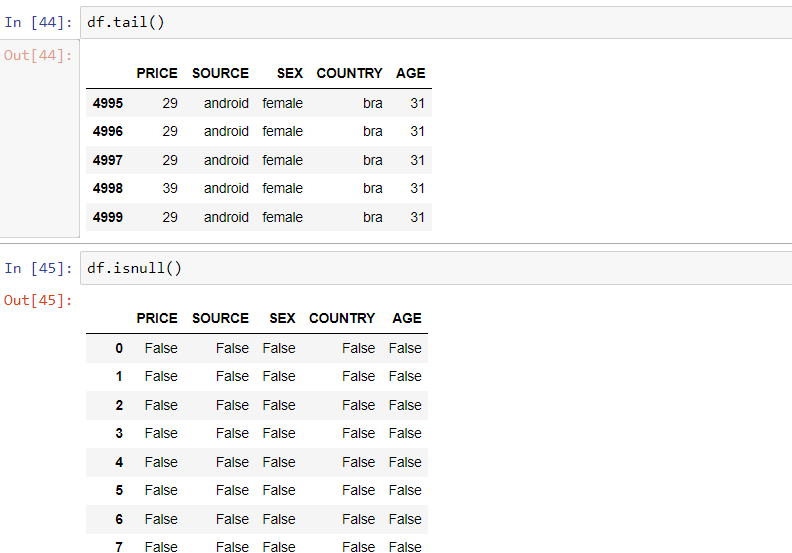 In [44]: df.tail()
Out[44]:
PRICE SOURCE SEX COUNTRY AGE
4995 29 android female bra 31
4996 29 android female bra 31
4997 29 android female bra 31
4998 39 android female bra 31
4999 29 android female bra 31
In [45]: df.isnull()
Out[45]:
PRICE SOURCE SEX COUNTRY AGE
0 False False False False False
1 False False False False False
2 False False False False False
3 False False False False False
4 False False False False False
5 False False False False False
6 False False False False False
7 False False False False False